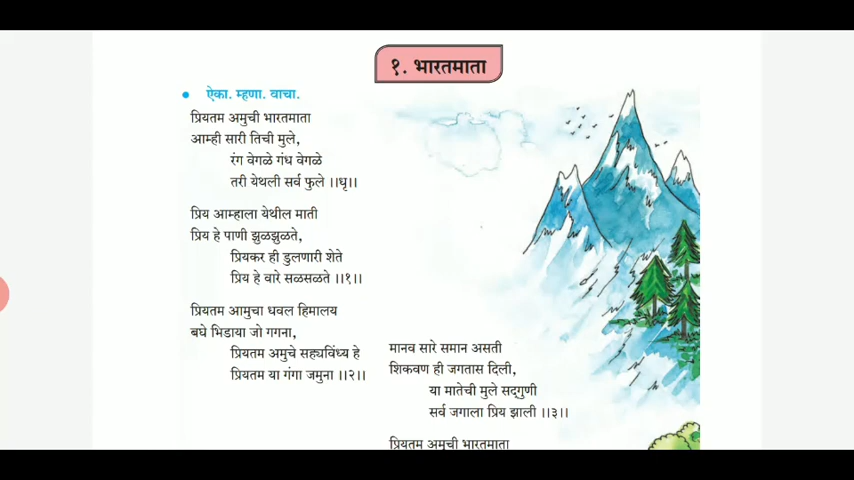 १. भारतमाता
ऐका. म्हणा. वाचा.
प्रियतम अमुची भारतमाता
आम्ही सारी तिची मुले,
रंग वेगळे गंध वेगळे
तरी येथली सर्व फुले ।।धृ।।
प्रिय आम्हाला येथील माती
प्रिय हे पाणी झुळझुळते,
प्रियकर ही डुलणारी शेते
प्रिय हे वारे सळसळते ।।१।।
प्रियतम आमुचा धवल हिमालय
बघे भिडाया जो गगना,
प्रियतम अमुचे सह्यविंध्य हे
प्रियतम या गंगा जमुना ।।२।।
मानव सारे समान असती
शिकवण ही जगतास दिली,
या मातेची मुले सद्‌गुणी
सर्व जगाला प्रिय झाली ।।३।।
प्रियतम अमुची भारतमाता